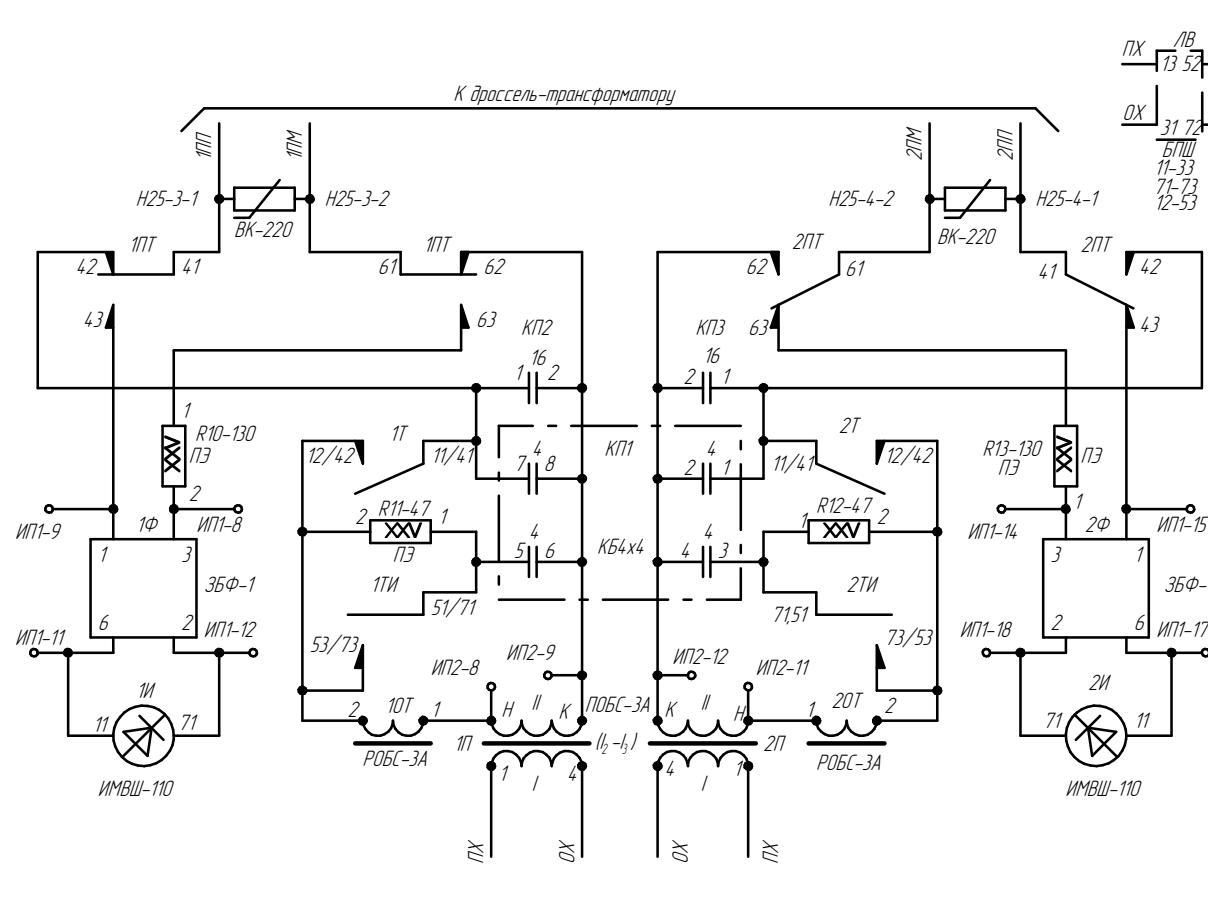 К дроссель-трансформатору
ПХ
ЛВ
13 52
ОХ
31 72
БПШ
11-33
71-73
12-53
1ПП
1ПМ
2ПМ
2ПП
Н25-3-1
Н25-3-2
ВК-220
Н25-4-2
Н25-4-1
ВК-220
1ПТ
1ПТ
2ПТ
2ПТ
42
41
61
62
62
61
41
42
43
63
63
43
КП2
КП3
16
16
1
2
2
1
1
R10-130
ПЭ
2
12/42
1Т
11/41
КП1
2Т
11/41
12/42
R13-130
ПЭ
ПЭ
1
4
7
8
4
2
1
R11-47
2
1
ПЭ
R12-47
1
2
4
5
6
КБ4х4
4
4
3
ИП1-9
1Ф
ИП1-8
ИП1-14
2Ф
ИП1-15
1
3
3
1
ЗБФ-1
ЗБФ-
6
2
2
6
1ТИ
51/71
2ТИ
71,51
ИП1-11
ИП1-12
ИП1-18
ИП1-17
53/73
73/53
ИП2-8
ИП2-9
ИП2-12
ИП2-11
1И
11
71
ИМВШ-110
2И
71
11
ИМВШ-110
2
1ОТ
1
Н
II
К
ПОБС-3А
К
II
Н
1
2ОТ
2
РОБС-3А
1П
(I2-I3)
2П
РОБС-3А
1
I
4
4
I
1
ПХ
ОХ
ОХ
ПХ